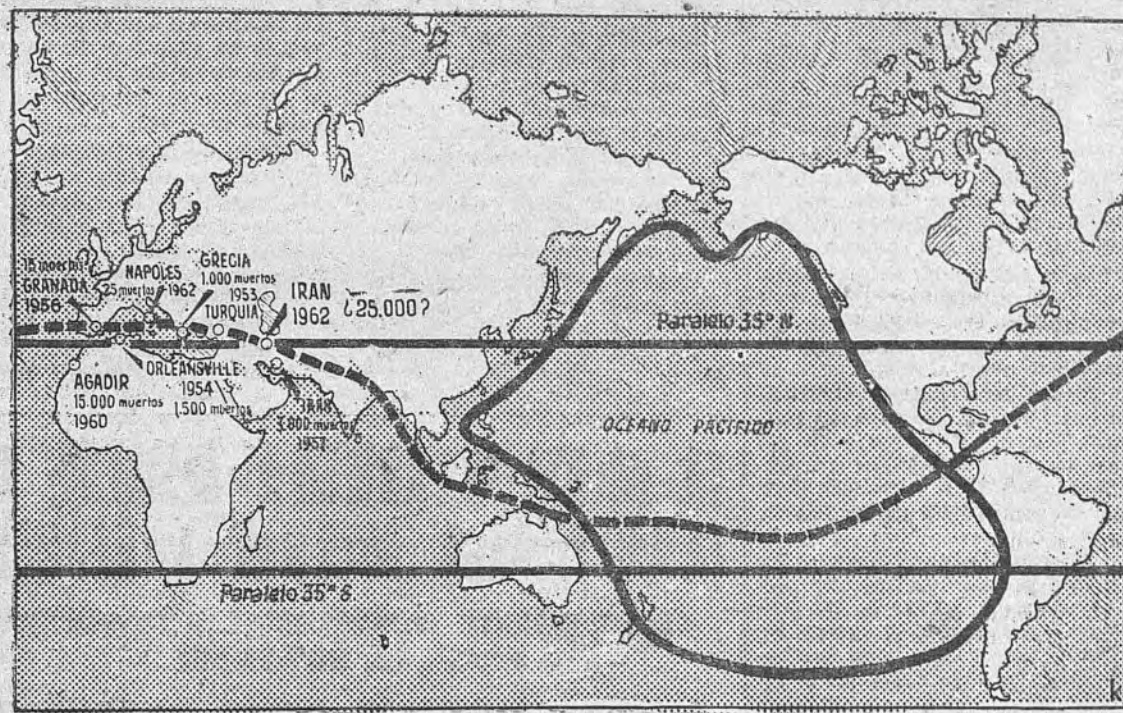 15 muertos
GRANADA
1956
NAPOLES
25 muertos 1962
GRECIA
1.000 muertos
1953
TURQUIA
IRAN
1962
¿25.000?
Paralelo 35° N
AGADIR
15.000 muertos
1960
ORLEANSVILLE
1954
1.500 muertos
IRAN
muertos
1957
OCEANO PACIFICO
Paralelo 35° S